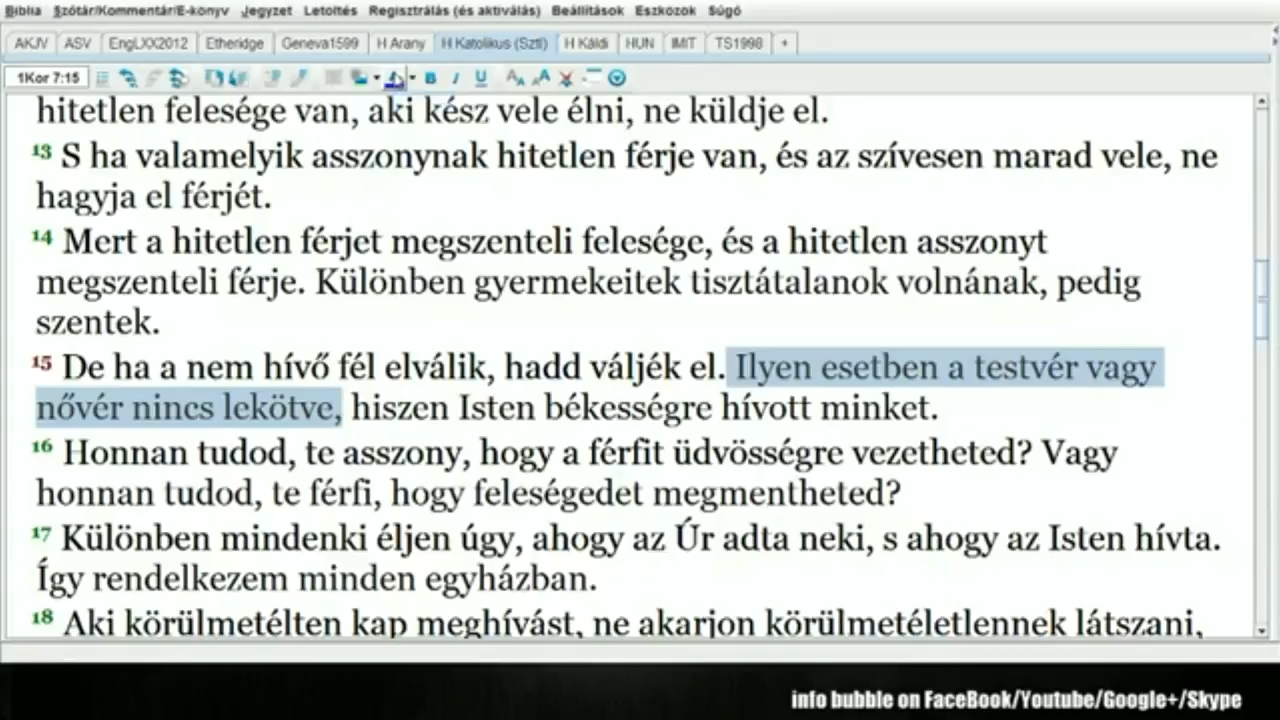 Biblia Szótár/Kommentár/E-könyv Jegyzet Letöltés Regisztrálás (és aktiválás) Beállítások Eszközök Súgó
AKJV ASV EngLXX2012 Etheridge Geneva1599 H Arany H Katolikus (SztI) H Káldi HUN IMIT TS1998 +
1Kor 7:15 B I U
hitetlen felesége van, aki kész vele élni, ne küldje el.
13 S ha valamelyik asszonynak hitetlen férje van, és az szívesen marad vele, ne
hagyja el férjét.
14 Mert a hitetlen férjet megszenteli felesége, és a hitetlen asszonyt
megszenteli férje. Különben gyermekeitek tisztátalanok volnának, pedig
szentek.
15 De ha a nem hívő fél elválik, hadd váljék el. Ilyen esetben a testvér vagy
nővér nincs lekötve, hiszen Isten békességre hívott minket.
16 Honnan tudod, te asszony, hogy a férfit üdvösségre vezetheted? Vagy
honnan tudod, te férfi, hogy feleségedet megmentheted?
17 Különben mindenki éljen úgy, ahogy az Úr adta neki, s ahogy az Isten hívta.
Így rendelkezem minden egyházban.
18 Aki körülmetélten kap meghívást, ne akarjon körülmetéletlennek látszani,
info bubble on FaceBook/Youtube/Google+/Skype